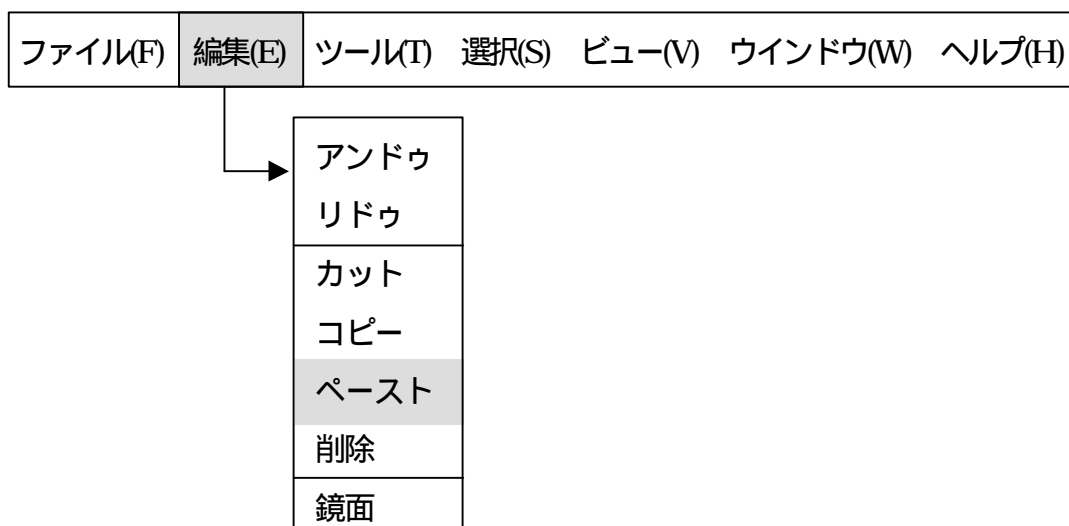 ファイル(F) 編集(E) ツール(T) 選択(S) ビュー(V) ウインドウ(W) ヘルプ(H)
アンドゥ
リドゥ
カット
コピー
ペースト
削除
鏡面